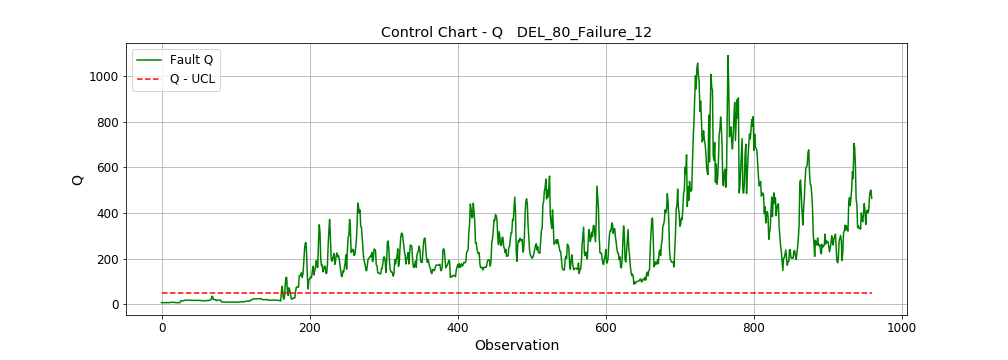 Control Chart - Q   DEL_80_Failure_12
Fault Q
Q - UCL
1000
800
600
400
200
0
Q
0 200 400 600 800 1000
Observation